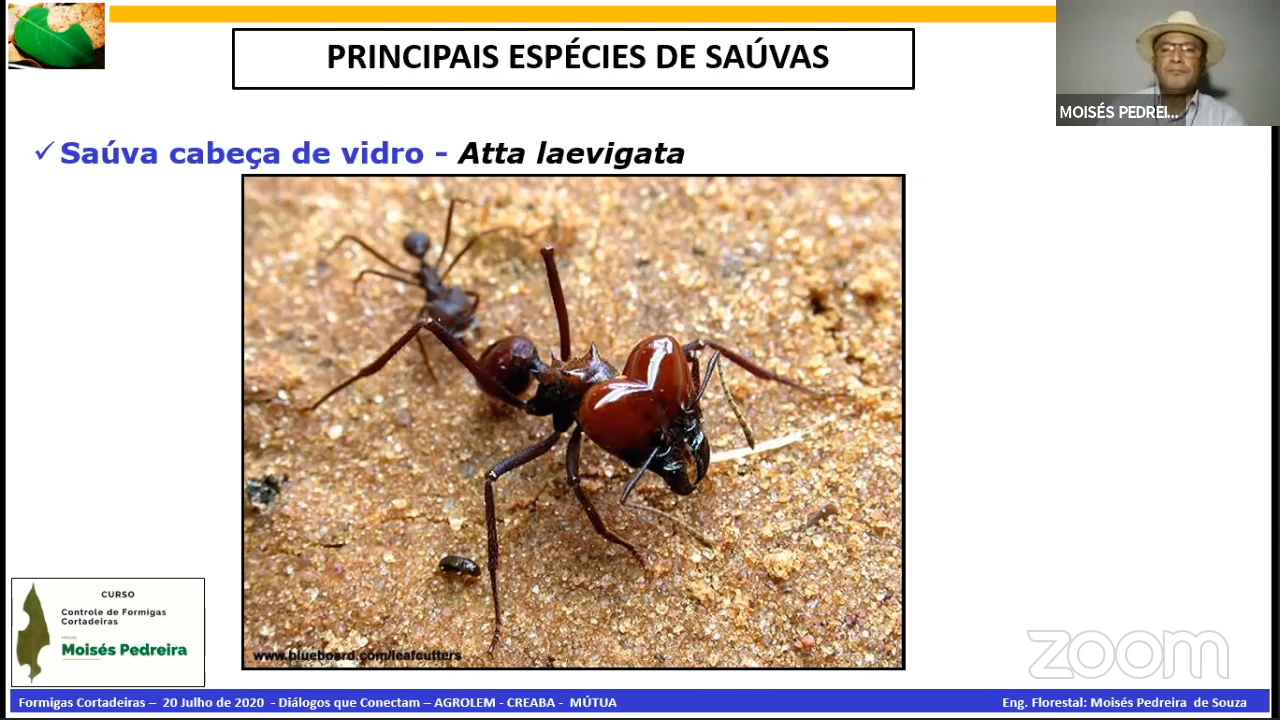 PRINCIPAIS ESPÉCIES DE SAÚVAS
MOISÉS PEDREI...
✓ Saúva cabeça de vidro - Atta laevigata
www.blueboard.com/leafcutters
CURSO
Controle de Formigas
Cortadeiras
Moisés Pedreira
zoom
Formigas Cortadeiras – 20 Julho de 2020 - Diálogos que Conectam – AGROLEM - CREABA - MÚTUA
Eng. Florestal: Moisés Pedreira de Souza